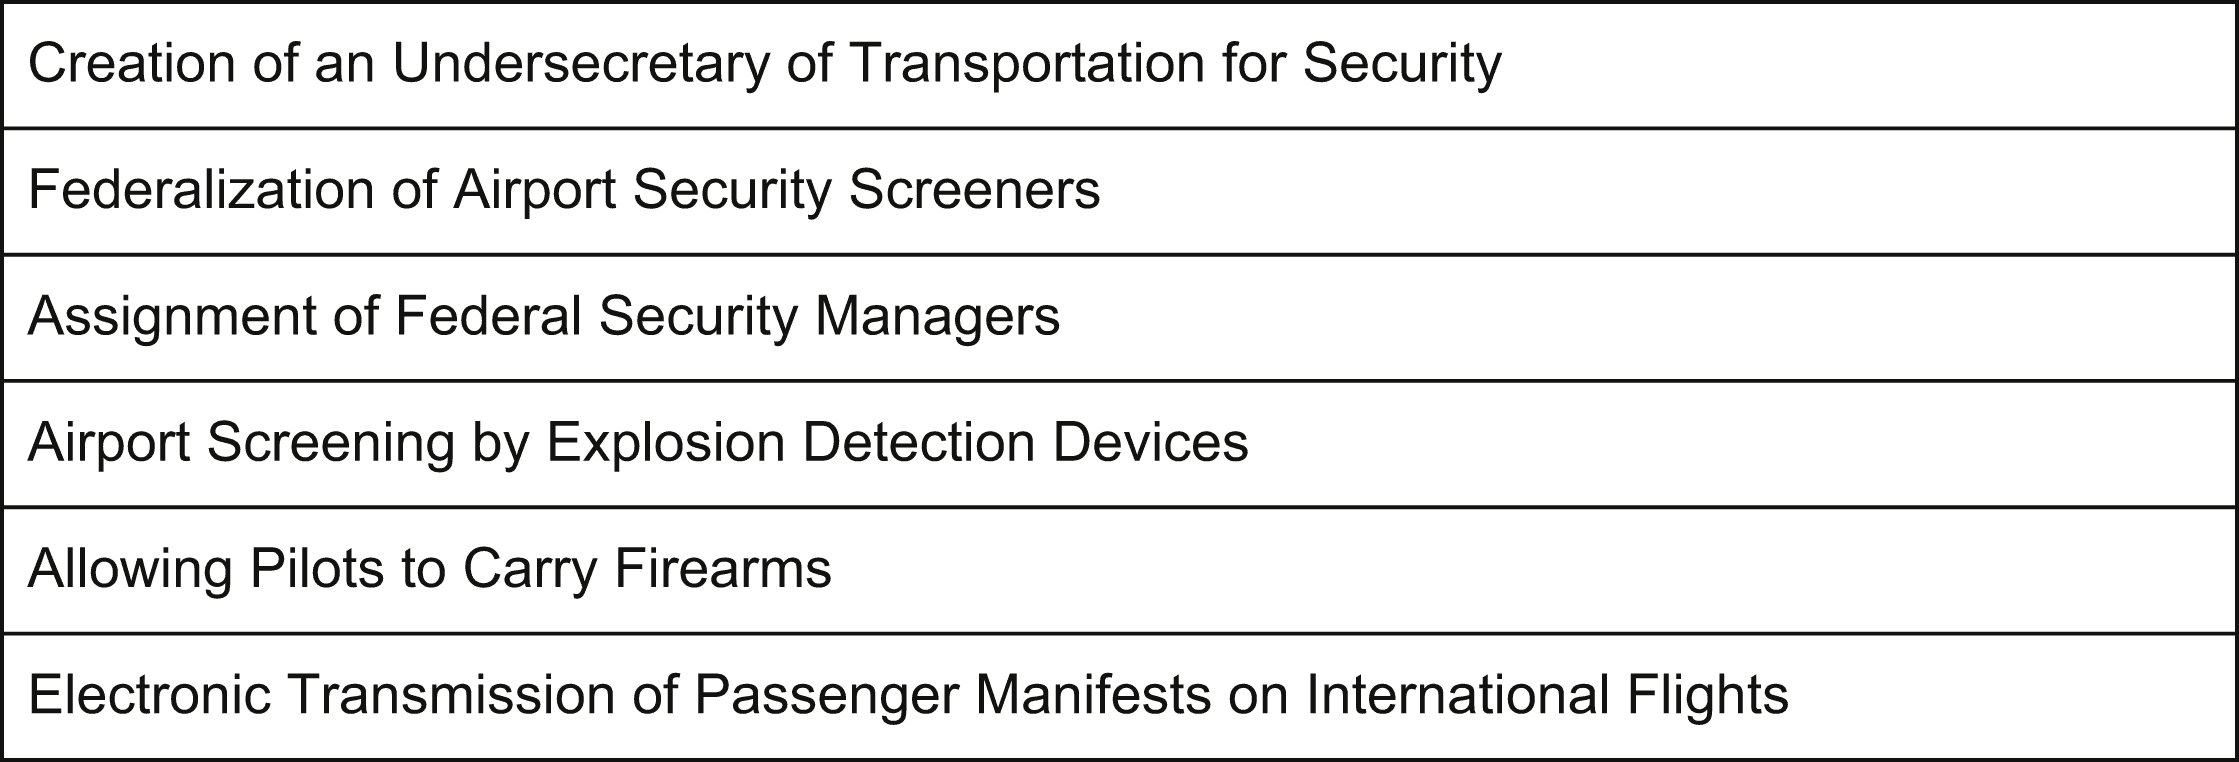 Creation of an Undersecretary of Transportation for Security
Federalization of Airport Security Screeners
Assignment of Federal Security Managers
Airport Screening by Explosion Detection Devices
Allowing Pilots to Carry Firearms
Electronic Transmission of Passenger Manifests on International Flights